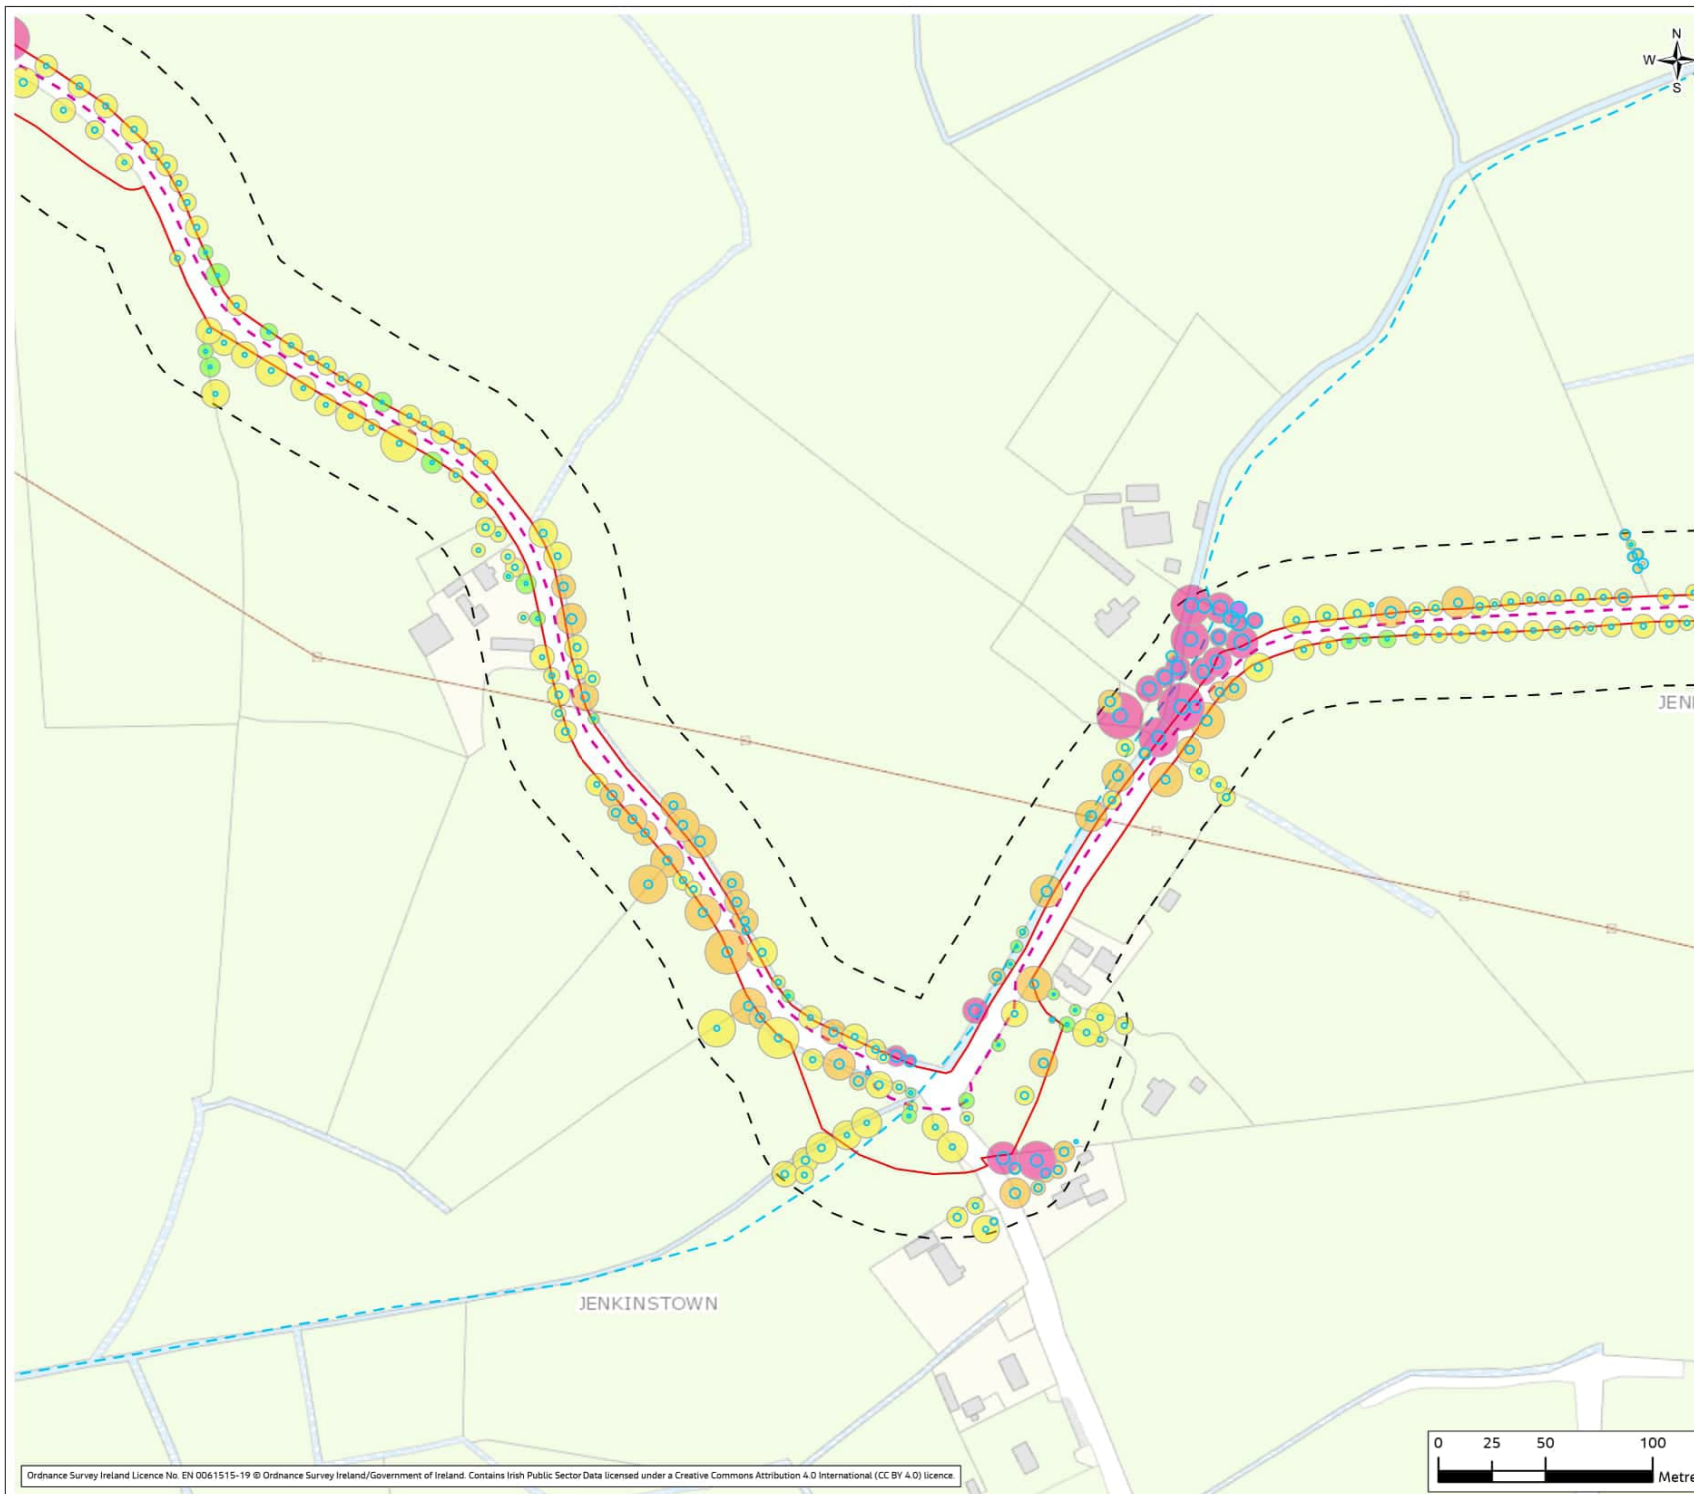 N
W
S
JEN
JENKINSTOWN
0 25 50 100
Metre
Ordnance Survey Ireland Licence No. EN 0061515-19 © Ordnance Survey Ireland/Government of Ireland. Contains Irish Public Sector Data licensed under a Creative Commons Attribution 4.0 International (CC BY 4.0) licence.